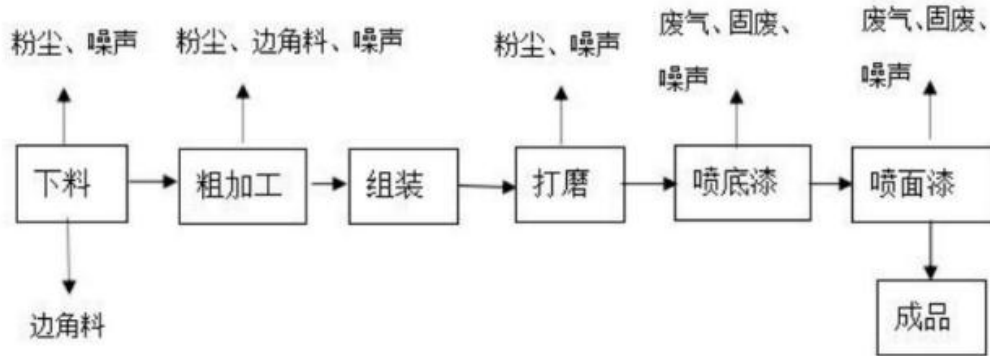 粉尘、噪声
粉尘、边角料、噪声
粉尘、噪声
废气、固废、
噪声
废气、固废、
噪声
下料
粗加工
组装
打磨
喷底漆
喷面漆
边角料
成品